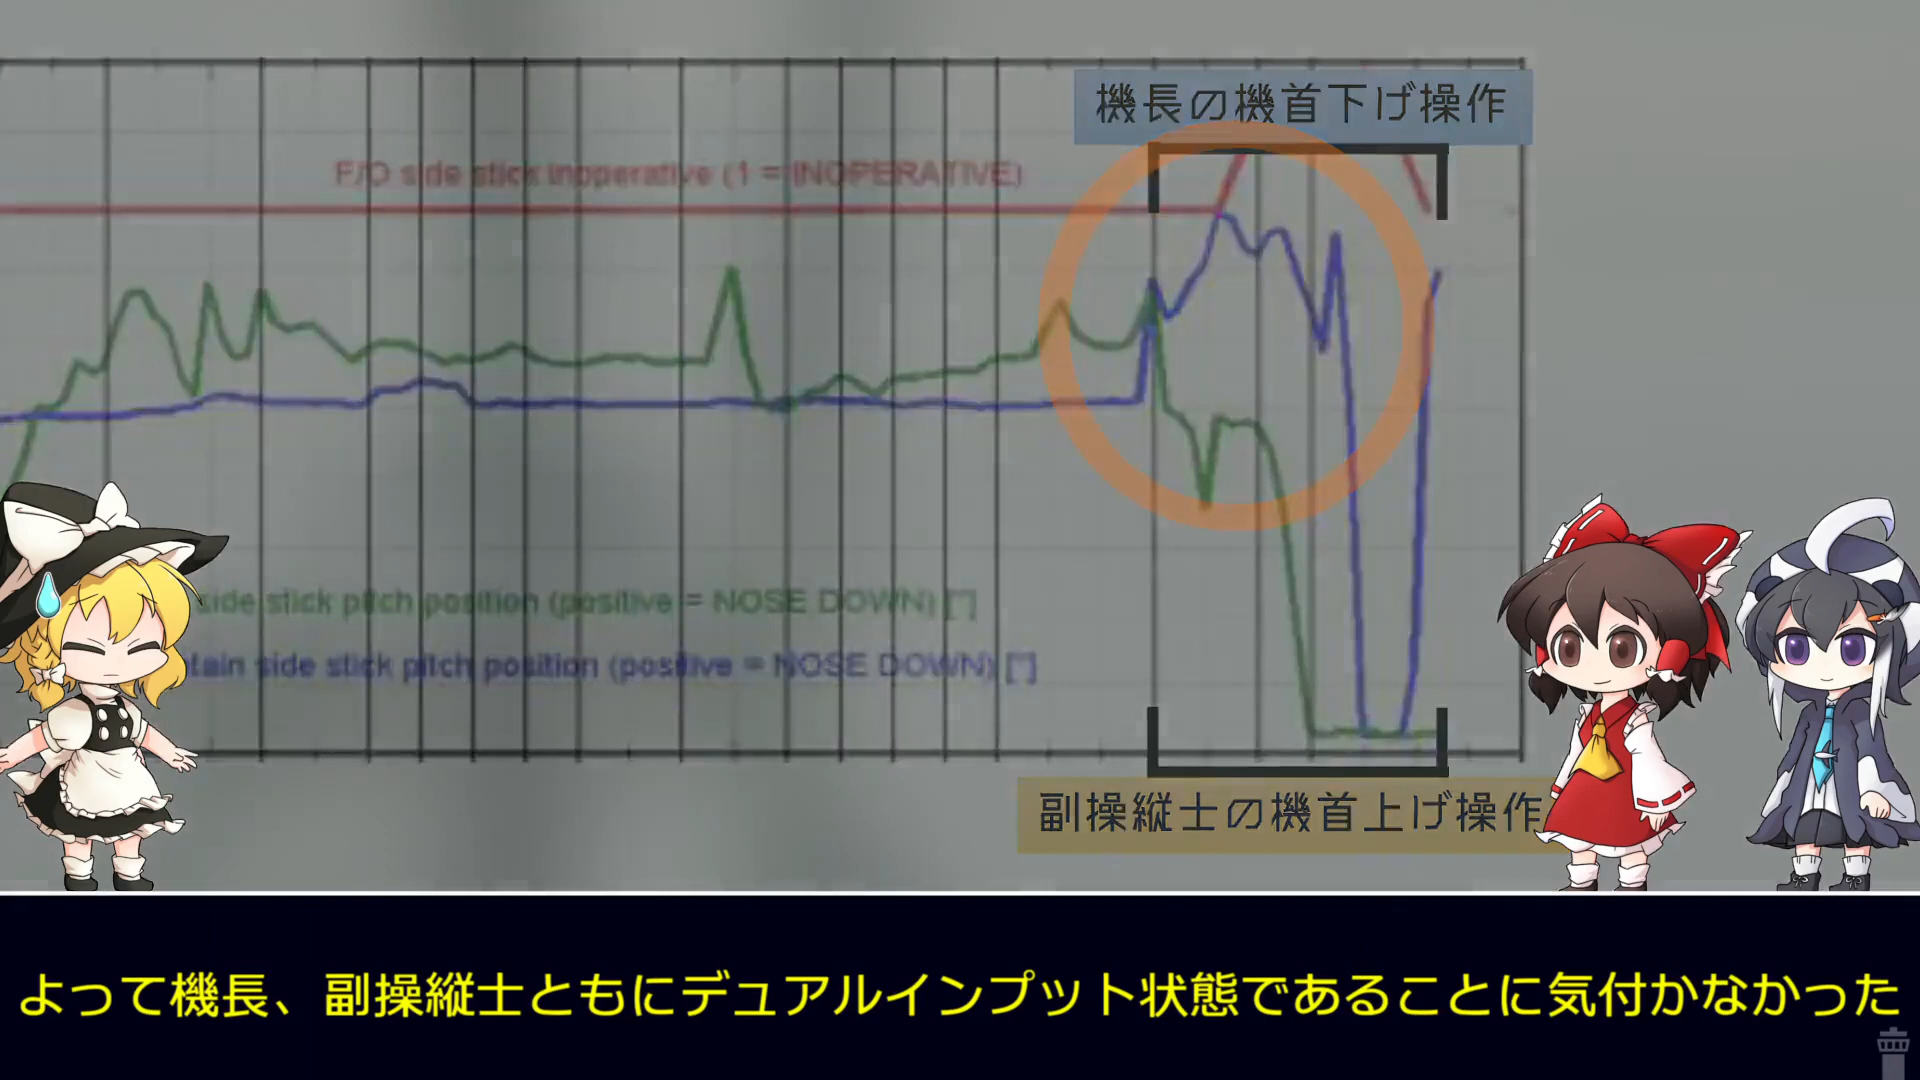 機長の機首下げ操作
F/O side stick inoperative (1 = INOPERATIVE)
side stick pitch position (positive = NOSE DOWN) [°]
tain side stick pitch position (positive = NOSE DOWN) [°]
副操縦士の機首上げ操作
よって機長、副操縦士ともにデュアルインプット状態であることに気付かなかった